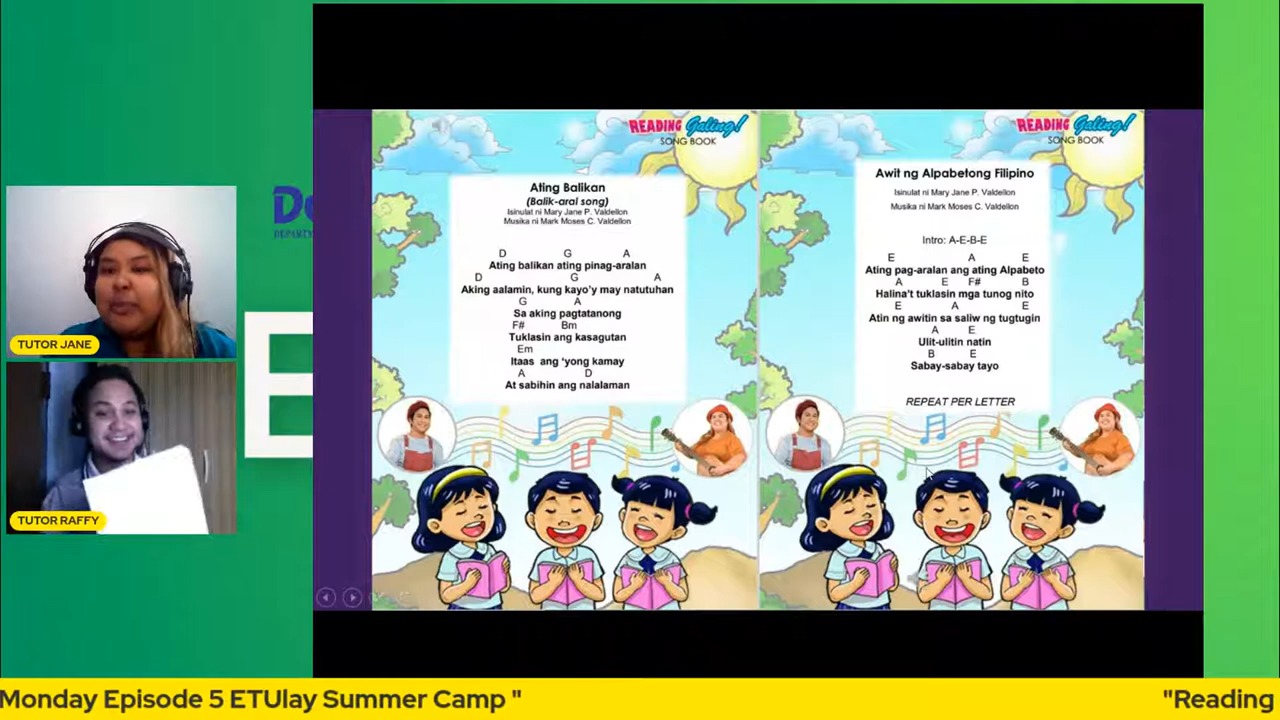 READING Galing!
SONG BOOK
Ating Balikan
(Balik-aral song)
Isinulat ni Mary Jane P. Valdellon
Musika ni Mark Moses C. Valdellon
D G A
Ating balikan ating pinag-aralan
D G A
Aking aalamin, kung kayo'y may natutuhan
G A
Sa aking pagtatanong
F# Bm
Tuklasin ang kasagutan
Em
Itaas ang 'yong kamay
A D
At sabihin ang nalalaman
READING Galing!
SONG BOOK
Awit ng Alpabetong Filipino
Isinulat ni Mary Jane P. Valdellon
Musika ni Mark Moses C. Valdellon
Intro: A-E-B-E
E A E
Ating pag-aralan ang ating Alpabeto
A E F# B
Halina't tuklasin mga tunog nito
E A E
Atin ng awitin sa saliw ng tugtugin
A E
Ulit-ulitin natin
B E
Sabay-sabay tayo
REPEAT PER LETTER
TUTOR JANE
TUTOR RAFFY
E
Monday Episode 5 ETUlay Summer Camp "
"Reading